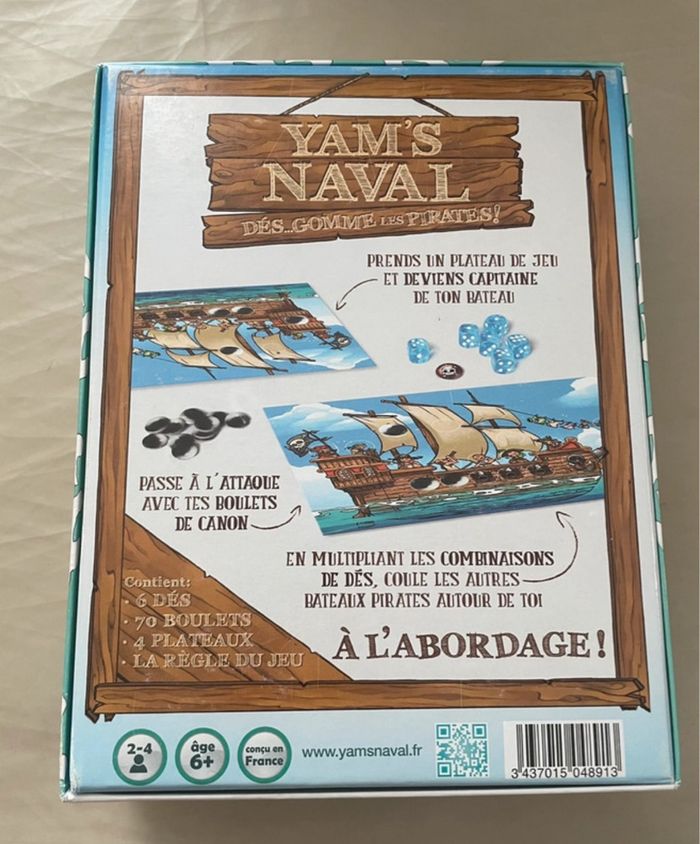 YAM'S
NAVAL
DÉS...GOMME LES PIRATES!
PRENDS UN PLATEAU DE JEU
ET DEVIENS CAPITAINE
DE TON BATEAU
PASSE À L'ATTAQUE
AVEC TES BOULETS
DE CANON
EN MULTIPLIANT LES COMBINAISONS
DE DÉS, COULE LES AUTRES
BATEAUX PIRATES AUTOUR DE TOI
Contient:
· 6 DÉS
· 70 BOULETS
· 4 PLATEAUX
· LA RÈGLE DU JEU
À L'ABORDAGE!
2-4
âge
6+
conçu en
France
www.yamsnaval.fr
3 437015 048913